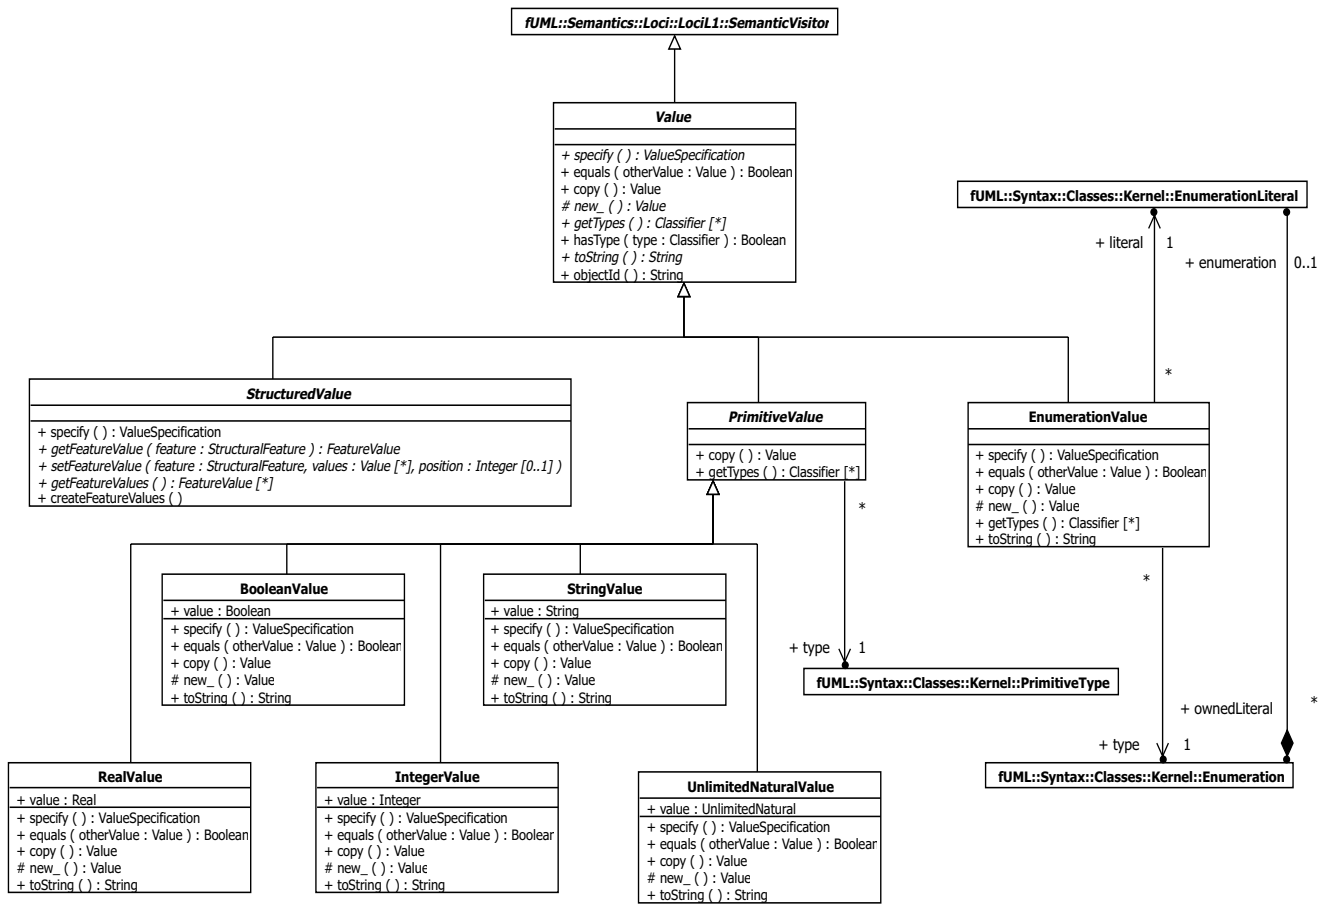 fUML::Semantics::Loci::LociL1::SemanticVisitor
Value
+ specify ( ) : ValueSpecification
+ equals ( otherValue : Value ) : Boolean
+ copy ( ) : Value
# new_ ( ) : Value
+ getTypes ( ) : Classifier [*]
+ hasType ( type : Classifier ) : Boolean
+ toString ( ) : String
+ objectId ( ) : String
fUML::Syntax::Classes::Kernel::EnumerationLiteral
+ literal 1
+ enumeration 0..1
*
StructuredValue
+ specify ( ) : ValueSpecification
+ getFeatureValue ( feature : StructuralFeature ) : FeatureValue
+ setFeatureValue ( feature : StructuralFeature, values : Value [*], position : Integer [0..1] )
+ getFeatureValues ( ) : FeatureValue [*]
+ createFeatureValues ( )
PrimitiveValue
+ copy ( ) : Value
+ getTypes ( ) : Classifier [*]
*
EnumerationValue
+ specify ( ) : ValueSpecification
+ equals ( otherValue : Value ) : Boolean
+ copy ( ) : Value
# new_ ( ) : Value
+ getTypes ( ) : Classifier [*]
+ toString ( ) : String
*
BooleanValue
+ value : Boolean
+ specify ( ) : ValueSpecification
+ equals ( otherValue : Value ) : Boolean
+ copy ( ) : Value
# new_ ( ) : Value
+ toString ( ) : String
StringValue
+ value : String
+ specify ( ) : ValueSpecification
+ equals ( otherValue : Value ) : Boolean
+ copy ( ) : Value
# new_ ( ) : Value
+ toString ( ) : String
+ type 1
fUML::Syntax::Classes::Kernel::PrimitiveType
+ ownedLiteral *
+ type 1
fUML::Syntax::Classes::Kernel::Enumeration
RealValue
+ value : Real
+ specify ( ) : ValueSpecification
+ equals ( otherValue : Value ) : Boolean
+ copy ( ) : Value
# new_ ( ) : Value
+ toString ( ) : String
IntegerValue
+ value : Integer
+ specify ( ) : ValueSpecification
+ equals ( otherValue : Value ) : Boolean
+ copy ( ) : Value
# new_ ( ) : Value
+ toString ( ) : String
UnlimitedNaturalValue
+ value : UnlimitedNatural
+ specify ( ) : ValueSpecification
+ equals ( otherValue : Value ) : Boolean
+ copy ( ) : Value
# new_ ( ) : Value
+ toString ( ) : String